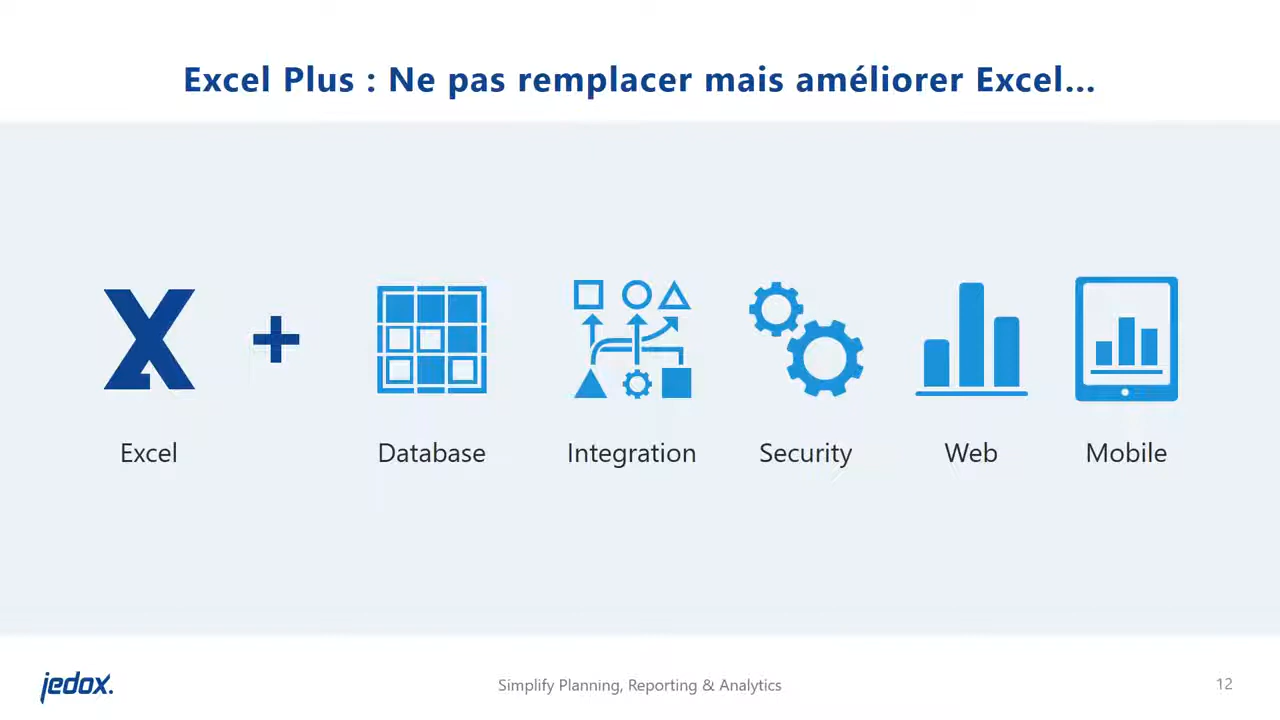 Excel Plus : Ne pas remplacer mais améliorer Excel...
Excel
Database
Integration
Security
Web
Mobile
jedox.
Simplify Planning, Reporting & Analytics
12